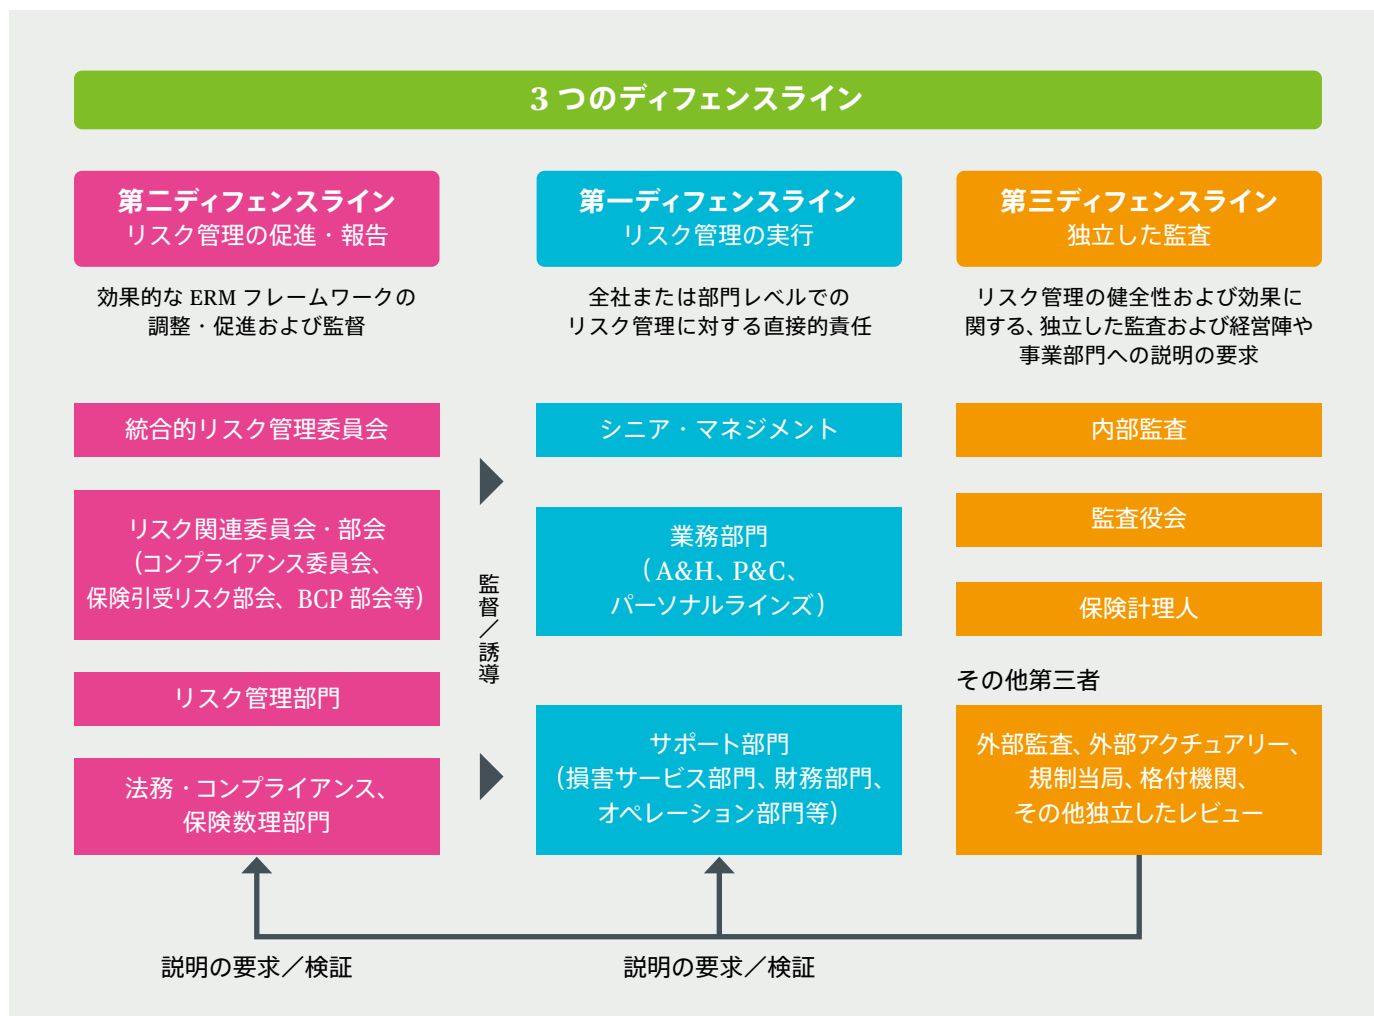 3 つのディフェンスライン
第二ディフェンスライン
リスク管理の促進・報告
効果的な ERM フレームワークの
調整・促進および監督
統合的リスク管理委員会
リスク関連委員会・部会
（コンプライアンス委員会、
保険引受リスク部会、BCP 部会等）
リスク管理部門
法務・コンプライアンス、
保険数理部門
監督／誘導
第一ディフェンスライン
リスク管理の実行
全社または部門レベルでの
リスク管理に対する直接的責任
シニア・マネジメント
業務部門
（A&H、P&C、
パーソナルラインズ）
サポート部門
（損害サービス部門、財務部門、
オペレーション部門等）
第三ディフェンスライン
独立した監査
リスク管理の健全性および効果に
関する、独立した監査および経営陣や
事業部門への説明の要求
内部監査
監査役会
保険計理人
その他第三者
外部監査、外部アクチュアリー、
規制当局、格付機関、
その他独立したレビュー
説明の要求／検証
説明の要求／検証